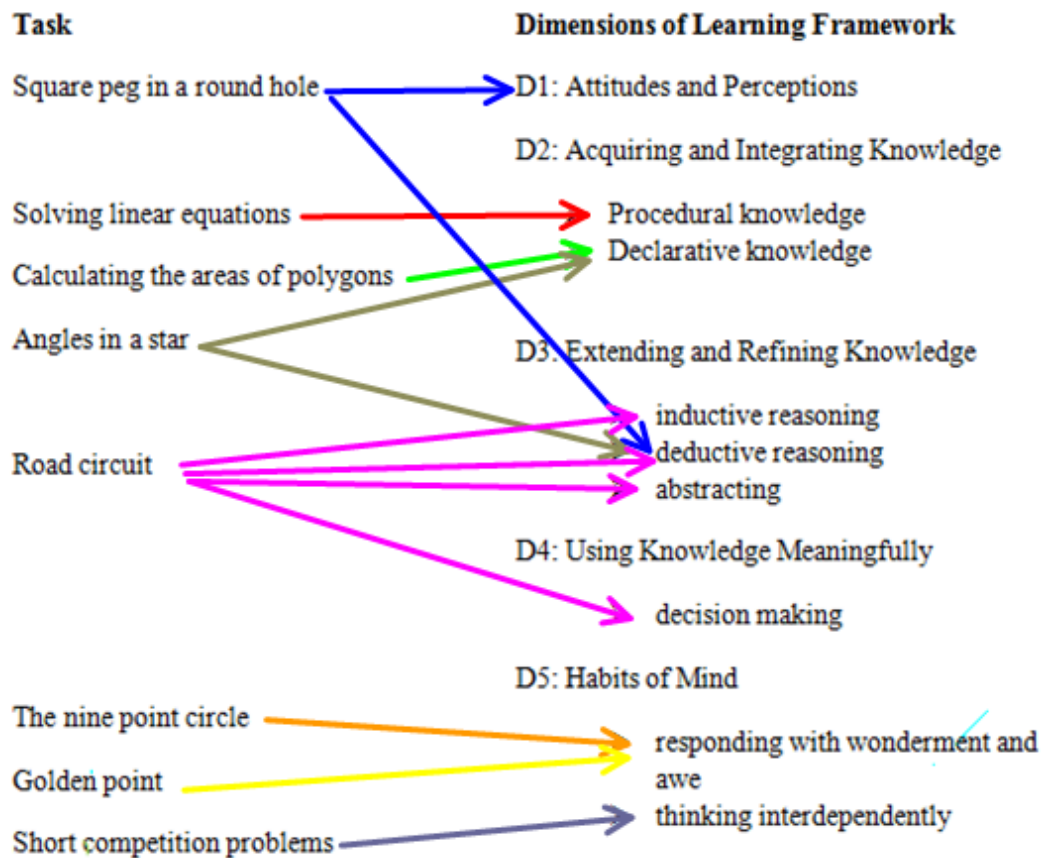 Task Dimensions of Learning Framework
Square peg in a round hole D1: Attitudes and Perceptions
D2: Acquiring and Integrating Knowledge
Solving linear equations Procedural knowledge
Declarative knowledge
Calculating the areas of polygons
Angles in a star D3: Extending and Refining Knowledge
inductive reasoning
Road circuit deductive reasoning
abstracting
D4: Using Knowledge Meaningfully
decision making
D5: Habits of Mind
The nine point circle responding with wonderment and
Golden point awe
thinking interdependently
Short competition problems